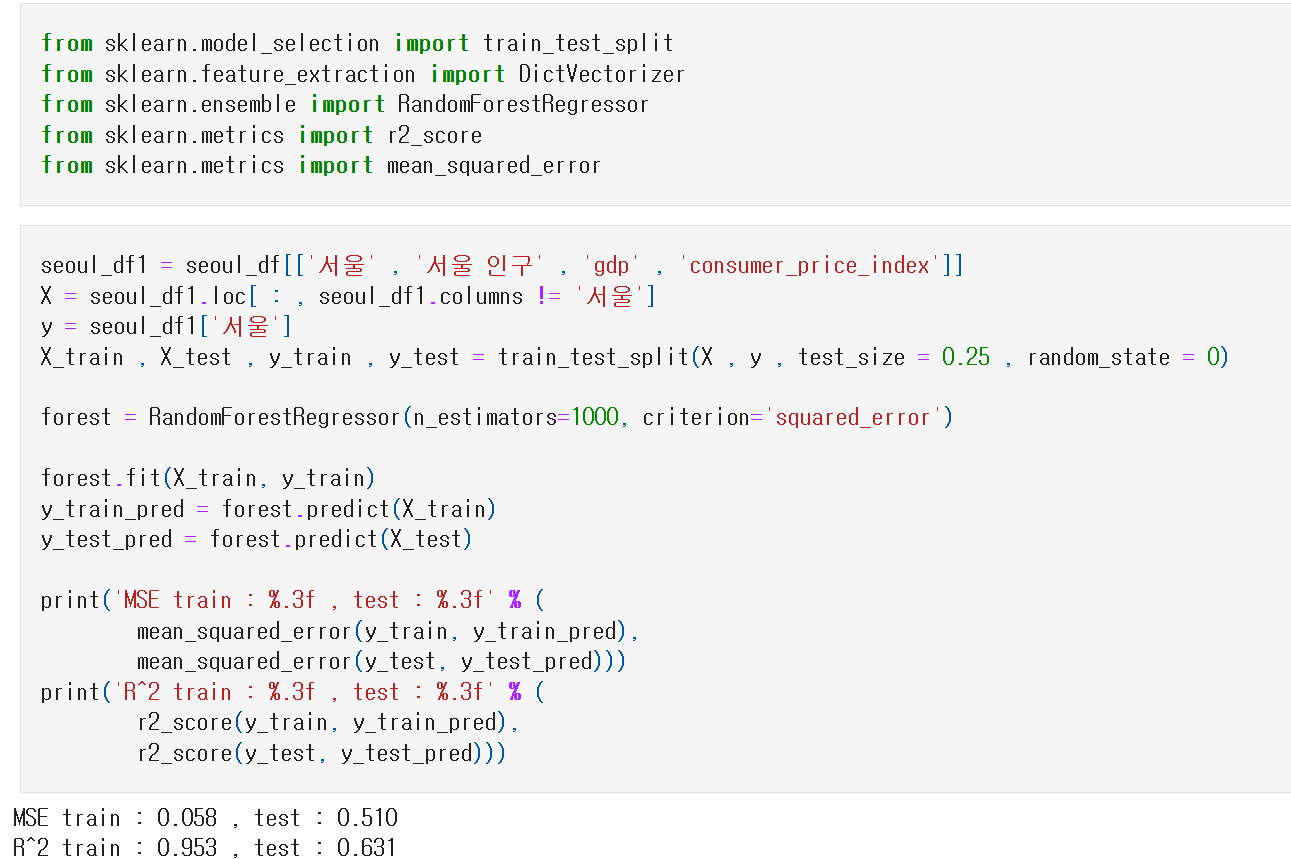 from sklearn.model_selection import train_test_split
from sklearn.feature_extraction import DictVectorizer
from sklearn.ensemble import RandomForestRegressor
from sklearn.metrics import r2_score
from sklearn.metrics import mean_squared_error
seoul_df1 = seoul_df[['서울' , '서울 인구' , 'gdp' , 'consumer_price_index']]
X = seoul_df1.loc[ : , seoul_df1.columns != '서울']
y = seoul_df1['서울']
X_train , X_test , y_train , y_test = train_test_split(X , y , test_size = 0.25 , random_state = 0)
forest = RandomForestRegressor(n_estimators=1000, criterion='squared_error')
forest.fit(X_train, y_train)
y_train_pred = forest.predict(X_train)
y_test_pred = forest.predict(X_test)
print('MSE train : %.3f , test : %.3f' % (
mean_squared_error(y_train, y_train_pred),
mean_squared_error(y_test, y_test_pred)))
print('R^2 train : %.3f , test : %.3f' % (
r2_score(y_train, y_train_pred),
r2_score(y_test, y_test_pred)))
MSE train : 0.058 , test : 0.510
R^2 train : 0.953 , test : 0.631